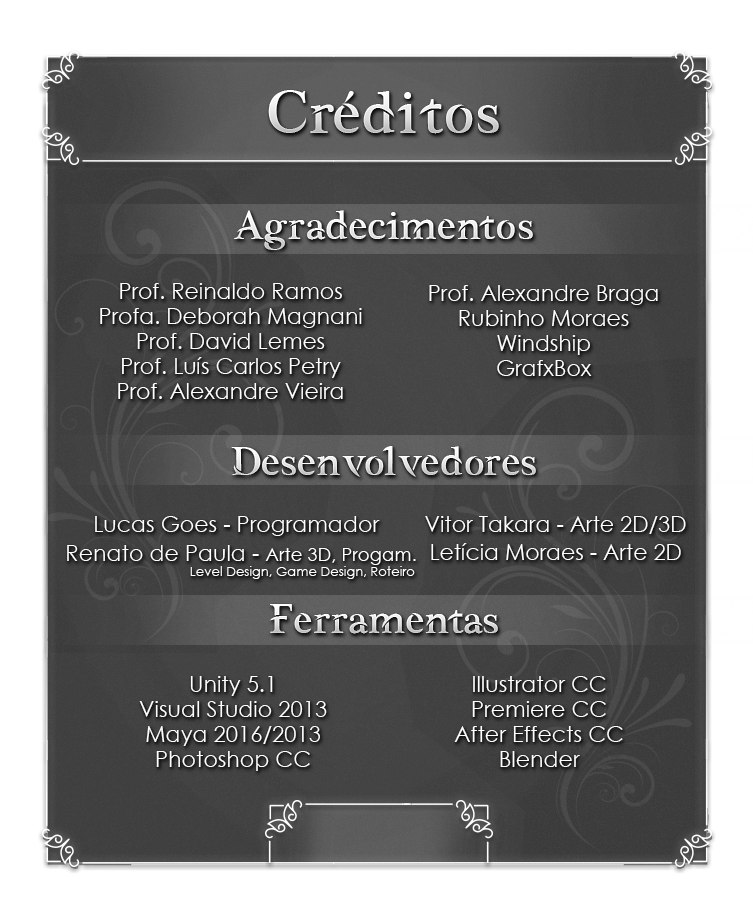 Créditos
Agradecimentos
Prof. Reinaldo Ramos
Profa. Deborah Magnani
Prof. David Lemes
Prof. Luís Carlos Petry
Prof. Alexandre Vieira
Prof. Alexandre Braga
Rubinho Moraes
Windship
GrafxBox
Desenvolvedores
Lucas Goes - Programador
Renato de Paula - Arte 3D, Progam.
Level Design, Game Design, Roteiro
Vitor Takara - Arte 2D/3D
Letícia Moraes - Arte 2D
Ferramentas
Unity 5.1
Visual Studio 2013
Maya 2016/2013
Photoshop CC
Illustrator CC
Premiere CC
After Effects CC
Blender